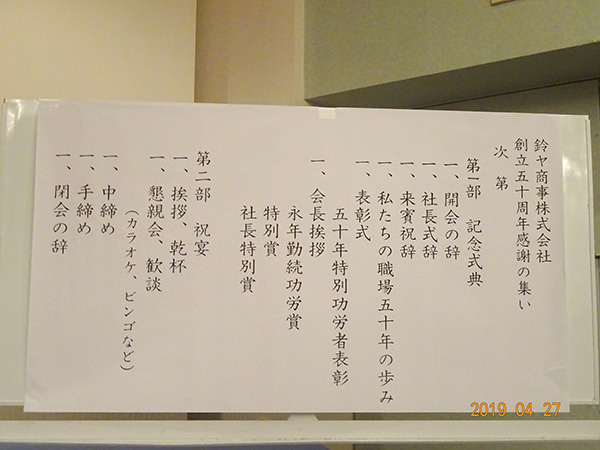 鈴ヤ商事株式会社
創立五十周年感謝の集い
次 第
第一部 記念式典
一、開会の辞
一、社長式辞
一、来賓祝辞
一、私たちの職場五十年の歩み
一、表彰式
五十年特別功労者表彰
一、会長挨拶
永年勤続功労賞
特別賞
社長特別賞
第二部 祝宴
一、挨拶、乾杯
一、懇親会、歓談
（カラオケ、ビンゴなど）
一、中締め
一、手締め
一、閉会の辞
2019 04 27